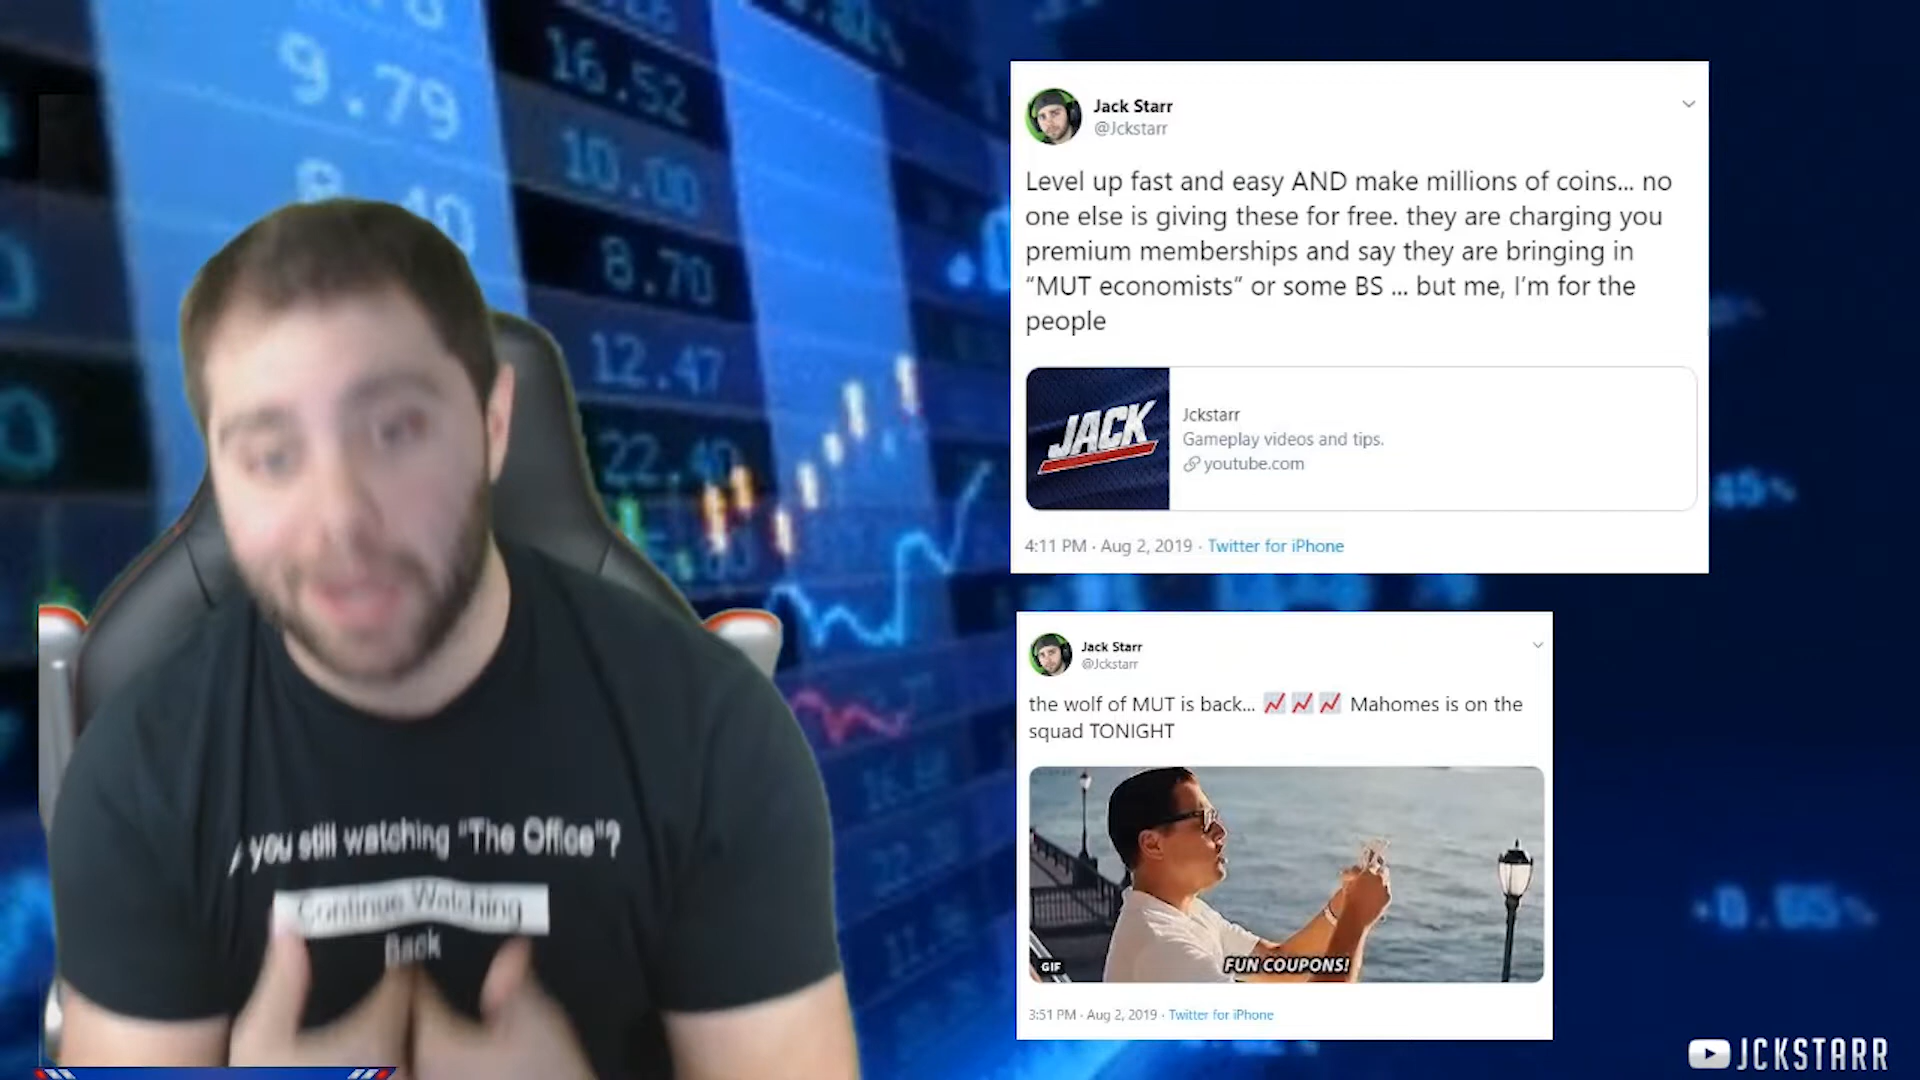 9.79
16.52
10.00
8.40
8.70
12.47
22.40
Jack Starr
@Jckstarr
Level up fast and easy AND make millions of coins... no
one else is giving these for free. they are charging you
premium memberships and say they are bringing in
“MUT economists” or some BS ... but me, I’m for the
people
JACK
Jckstarr
Gameplay videos and tips.
youtube.com
4:11 PM · Aug 2, 2019 · Twitter for iPhone
Jack Starr
@Jckstarr
the wolf of MUT is back... 📈📈📈 Mahomes is on the
squad TONIGHT
GIF
FUN COUPONS!
3:51 PM · Aug 2, 2019 · Twitter for iPhone
you still watching "The Office"?
Continue Watching
Back
JCKSTARR